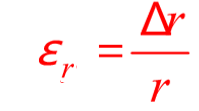 ε_r = Δr / r